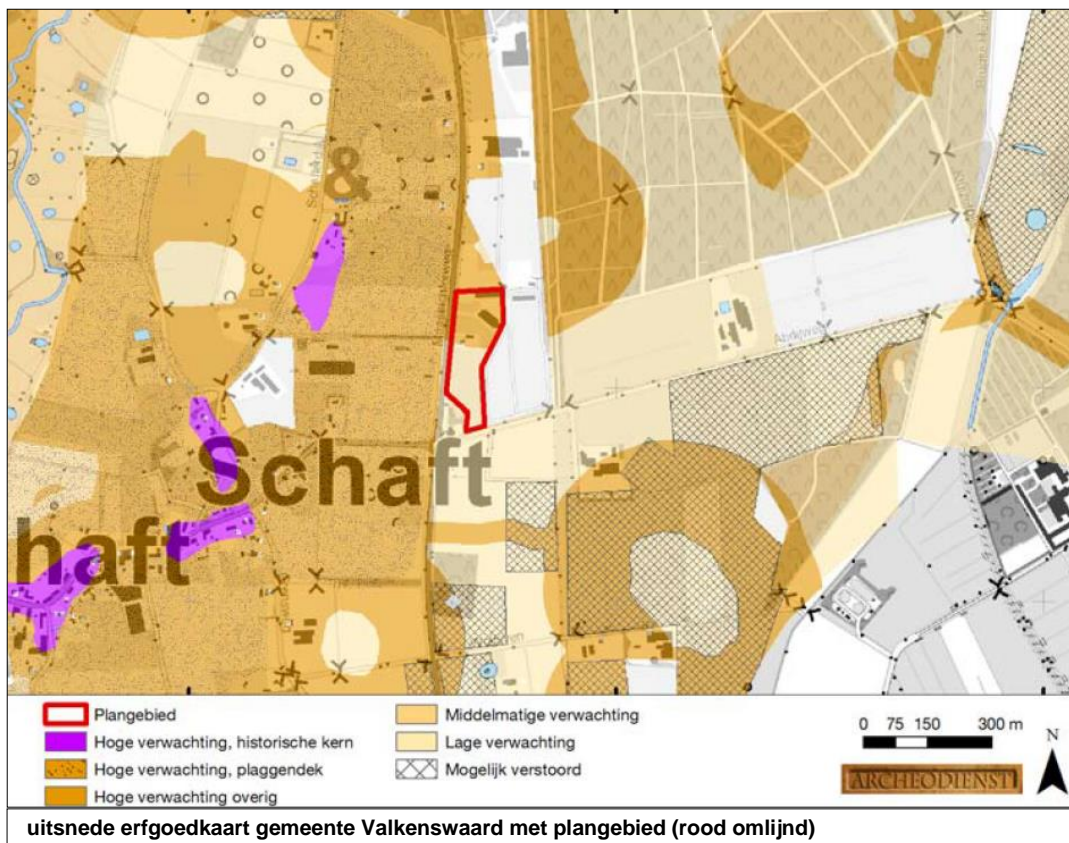 &
Schaft
haft
Plangebied
Hoge verwachting, historische kern
Hoge verwachting, plaggendek
Hoge verwachting overig
Middelmatige verwachting
Lage verwachting
Mogelijk verstoord
0 75 150 300 m
N
ARCHEODIENST
uitsnede erfgoedkaart gemeente Valkenswaard met plangebied (rood omlijnd)